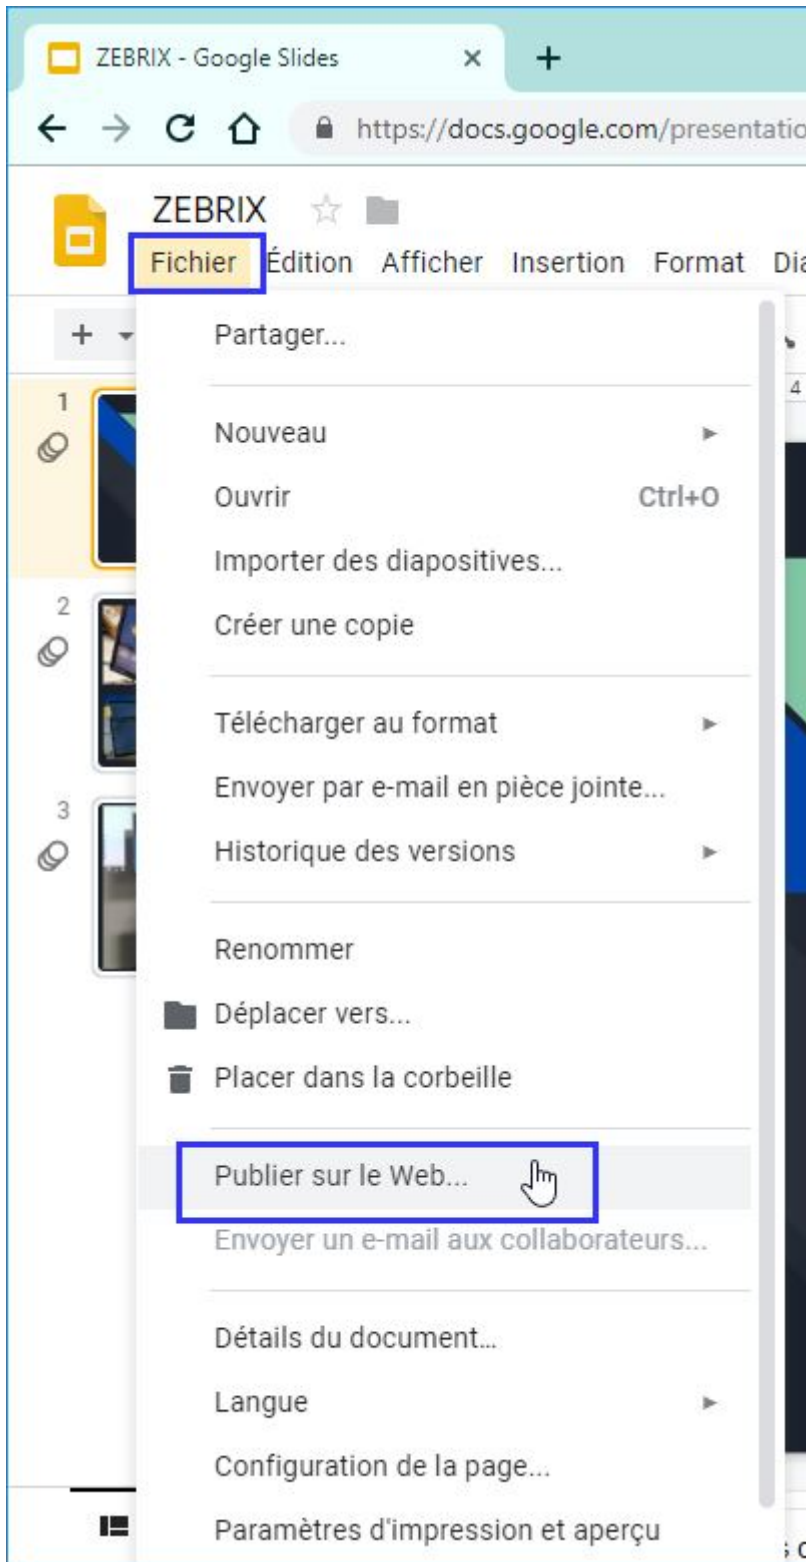 ZEBRIX - Google Slides
https://docs.google.com/presentatio
ZEBRIX
Fichier Édition Afficher Insertion Format Dia
Partager...
4
1
Nouveau
Ouvrir Ctrl+O
Importer des diapositives...
2
Créer une copie
Télécharger au format
Envoyer par e-mail en pièce jointe...
3
Historique des versions
Renommer
Déplacer vers...
Placer dans la corbeille
Publier sur le Web...
Envoyer un e-mail aux collaborateurs...
Détails du document...
Langue
Configuration de la page...
Paramètres d'impression et aperçu